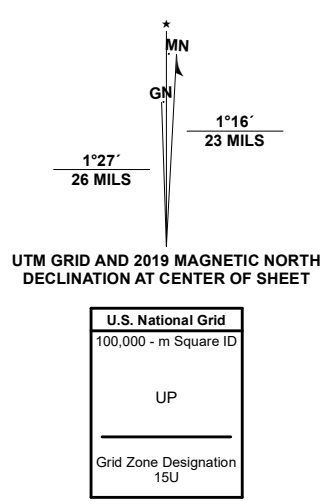 ★
MN
GN
1°16´
23 MILS
1°27´
26 MILS
UTM GRID AND 2019 MAGNETIC NORTH
DECLINATION AT CENTER OF SHEET
U.S. National Grid
100,000 - m Square ID
UP
Grid Zone Designation
15U